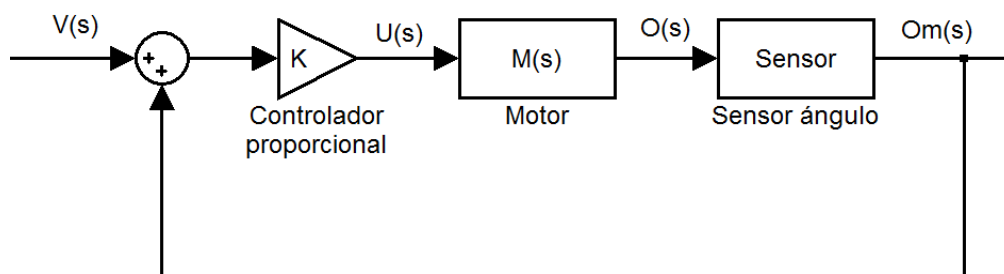 V(s)
+
+
K
U(s)
M(s)
O(s)
Sensor
Om(s)
Controlador
proporcional
Motor
Sensor ángulo